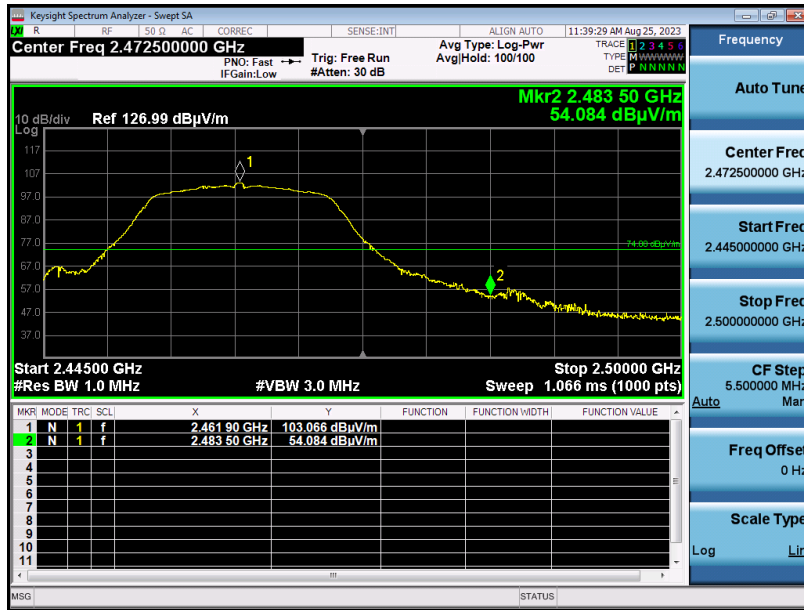 Keysight Spectrum Analyzer - Swept SA
LXI R RF 50 Ω AC CORREC SENSE:INT ALIGN AUTO 11:39:29 AM Aug 25, 2023
Center Freq 2.472500000 GHz
PNO: Fast
IFGain:Low
Trig: Free Run
#Atten: 30 dB
Avg Type: Log-Pwr
Avg|Hold: 100/100
TRACE 1 2 3 4 5 6
TYPE M W W W W W
DET P N N N N N
Mkr2 2.483 50 GHz
54.084 dBµV/m
10 dB/div Ref 126.99 dBµV/m
Log
117
107
97.0
87.0
77.0
67.0
57.0
47.0
37.0
1
74.00 dBµV/m
2
Start 2.44500 GHz Stop 2.50000 GHz
#Res BW 1.0 MHz #VBW 3.0 MHz Sweep 1.066 ms (1000 pts)
MKR MODE TRC SCL X Y FUNCTION FUNCTION WIDTH FUNCTION VALUE
1 N 1 f 2.461 90 GHz 103.066 dBµV/m
2 N 1 f 2.483 50 GHz 54.084 dBµV/m
3
4
5
6
7
8
9
10
11
MSG STATUS
Frequency
Auto Tune
Center Freq
2.472500000 GHz
Start Freq
2.445000000 GHz
Stop Freq
2.500000000 GHz
CF Step
5.500000 MHz
Auto Man
Freq Offset
0 Hz
Scale Type
Log Lin